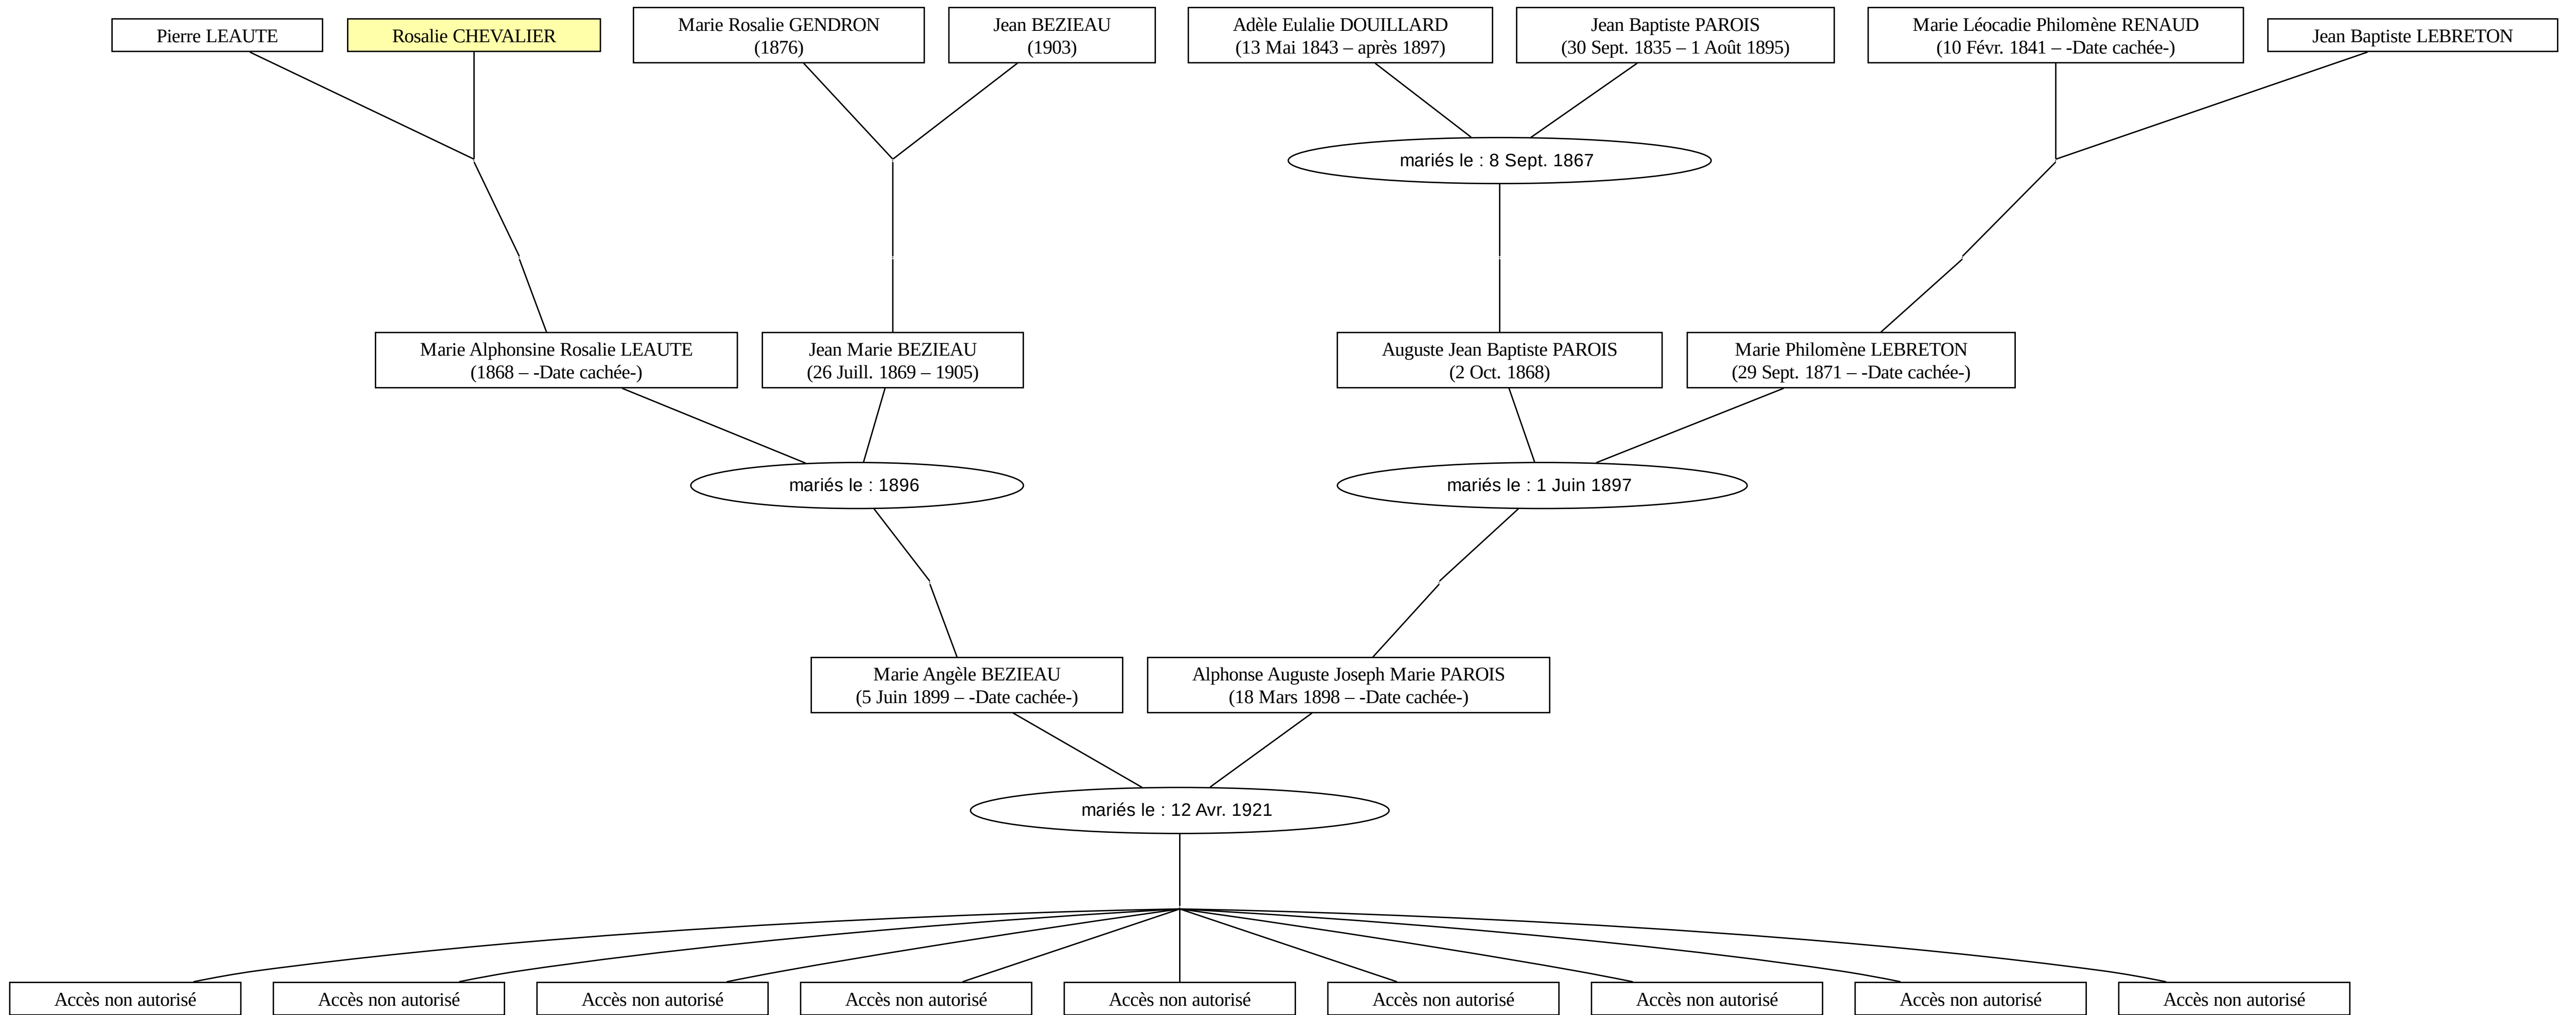 Pierre LEAUTE
Rosalie CHEVALIER
Marie Rosalie GENDRON
(1876)
Jean BEZIEAU
(1903)
Adèle Eulalie DOUILLARD
(13 Mai 1843 – après 1897)
Jean Baptiste PAROIS
(30 Sept. 1835 – 1 Août 1895)
Marie Léocadie Philomène RENAUD
(10 Févr. 1841 – -Date cachée-)
Jean Baptiste LEBRETON
mariés le : 8 Sept. 1867
Marie Alphonsine Rosalie LEAUTE
(1868 – -Date cachée-)
Jean Marie BEZIEAU
(26 Juill. 1869 – 1905)
Auguste Jean Baptiste PAROIS
(2 Oct. 1868)
Marie Philomène LEBRETON
(29 Sept. 1871 – -Date cachée-)
mariés le : 1896
mariés le : 1 Juin 1897
Marie Angèle BEZIEAU
(5 Juin 1899 – -Date cachée-)
Alphonse Auguste Joseph Marie PAROIS
(18 Mars 1898 – -Date cachée-)
mariés le : 12 Avr. 1921
Accès non autorisé
Accès non autorisé
Accès non autorisé
Accès non autorisé
Accès non autorisé
Accès non autorisé
Accès non autorisé
Accès non autorisé
Accès non autorisé